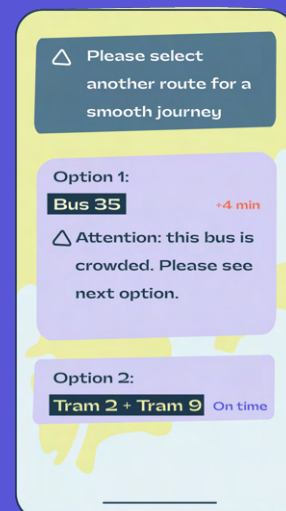 Please select
another route for a
smooth journey
Option 1:
Bus 35 +4 min
Attention: this bus is
crowded. Please see
next option.
Option 2:
Tram 2 + Tram 9 On time